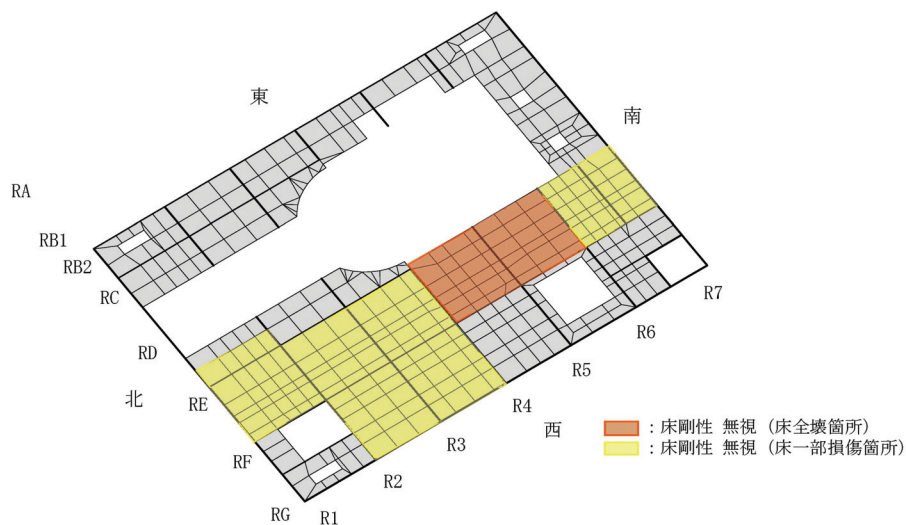 東
南
RA
RB1
RB2
RC
RD
北
RE
RF
RG
R1
R2
R3
R4
R5
R6
R7
西
：床剛性 無視（床全壊箇所）
：床剛性 無視（床一部損傷箇所）